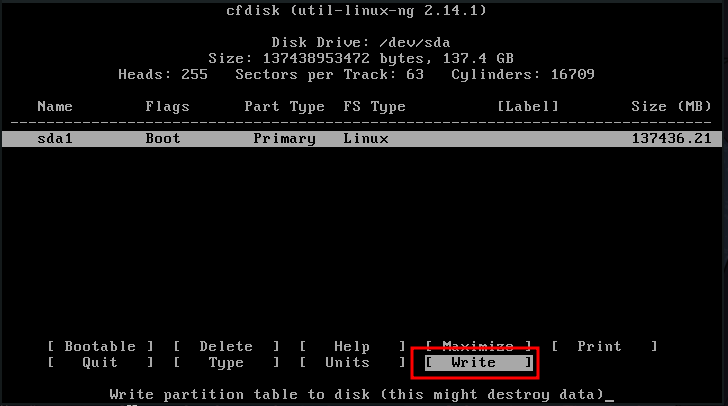 cfdisk (util-linux-ng 2.14.1)
Disk Drive: /dev/sda
Size: 137438953472 bytes, 137.4 GB
Heads: 255   Sectors per Track: 63   Cylinders: 16709
Name        Flags        Part Type  FS Type           [Label]        Size (MB)
------------------------------------------------------------------------------
sda1        Boot         Primary   Linux                             137436.21
[ Bootable ]  [  Delete  ]  [   Help   ]  [ Maximize ]  [  Print   ]
[   Quit   ]  [   Type   ]  [  Units   ]  [  Write   ]
Write partition table to disk (this might destroy data)_